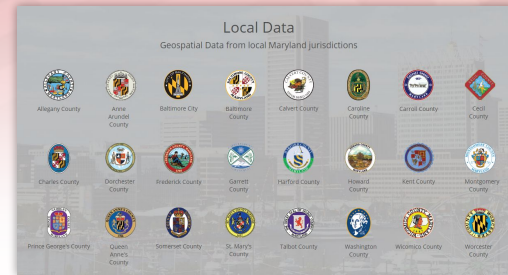 Local Data
Geospatial Data from local Maryland jurisdictions
Allegany County
Anne
Arundel
County
Baltimore City
Baltimore
County
Calvert County
Caroline
County
Carroll County
Cecil
County
Charles County
Dorchester
County
Frederick County
Garrett
County
Harford County
Howard
County
Kent County
Montgomery
County
Prince George's County
Queen
Anne's
County
Somerset County
St. Mary's
County
Talbot County
Washington
County
Wicomico County
Worcester
County